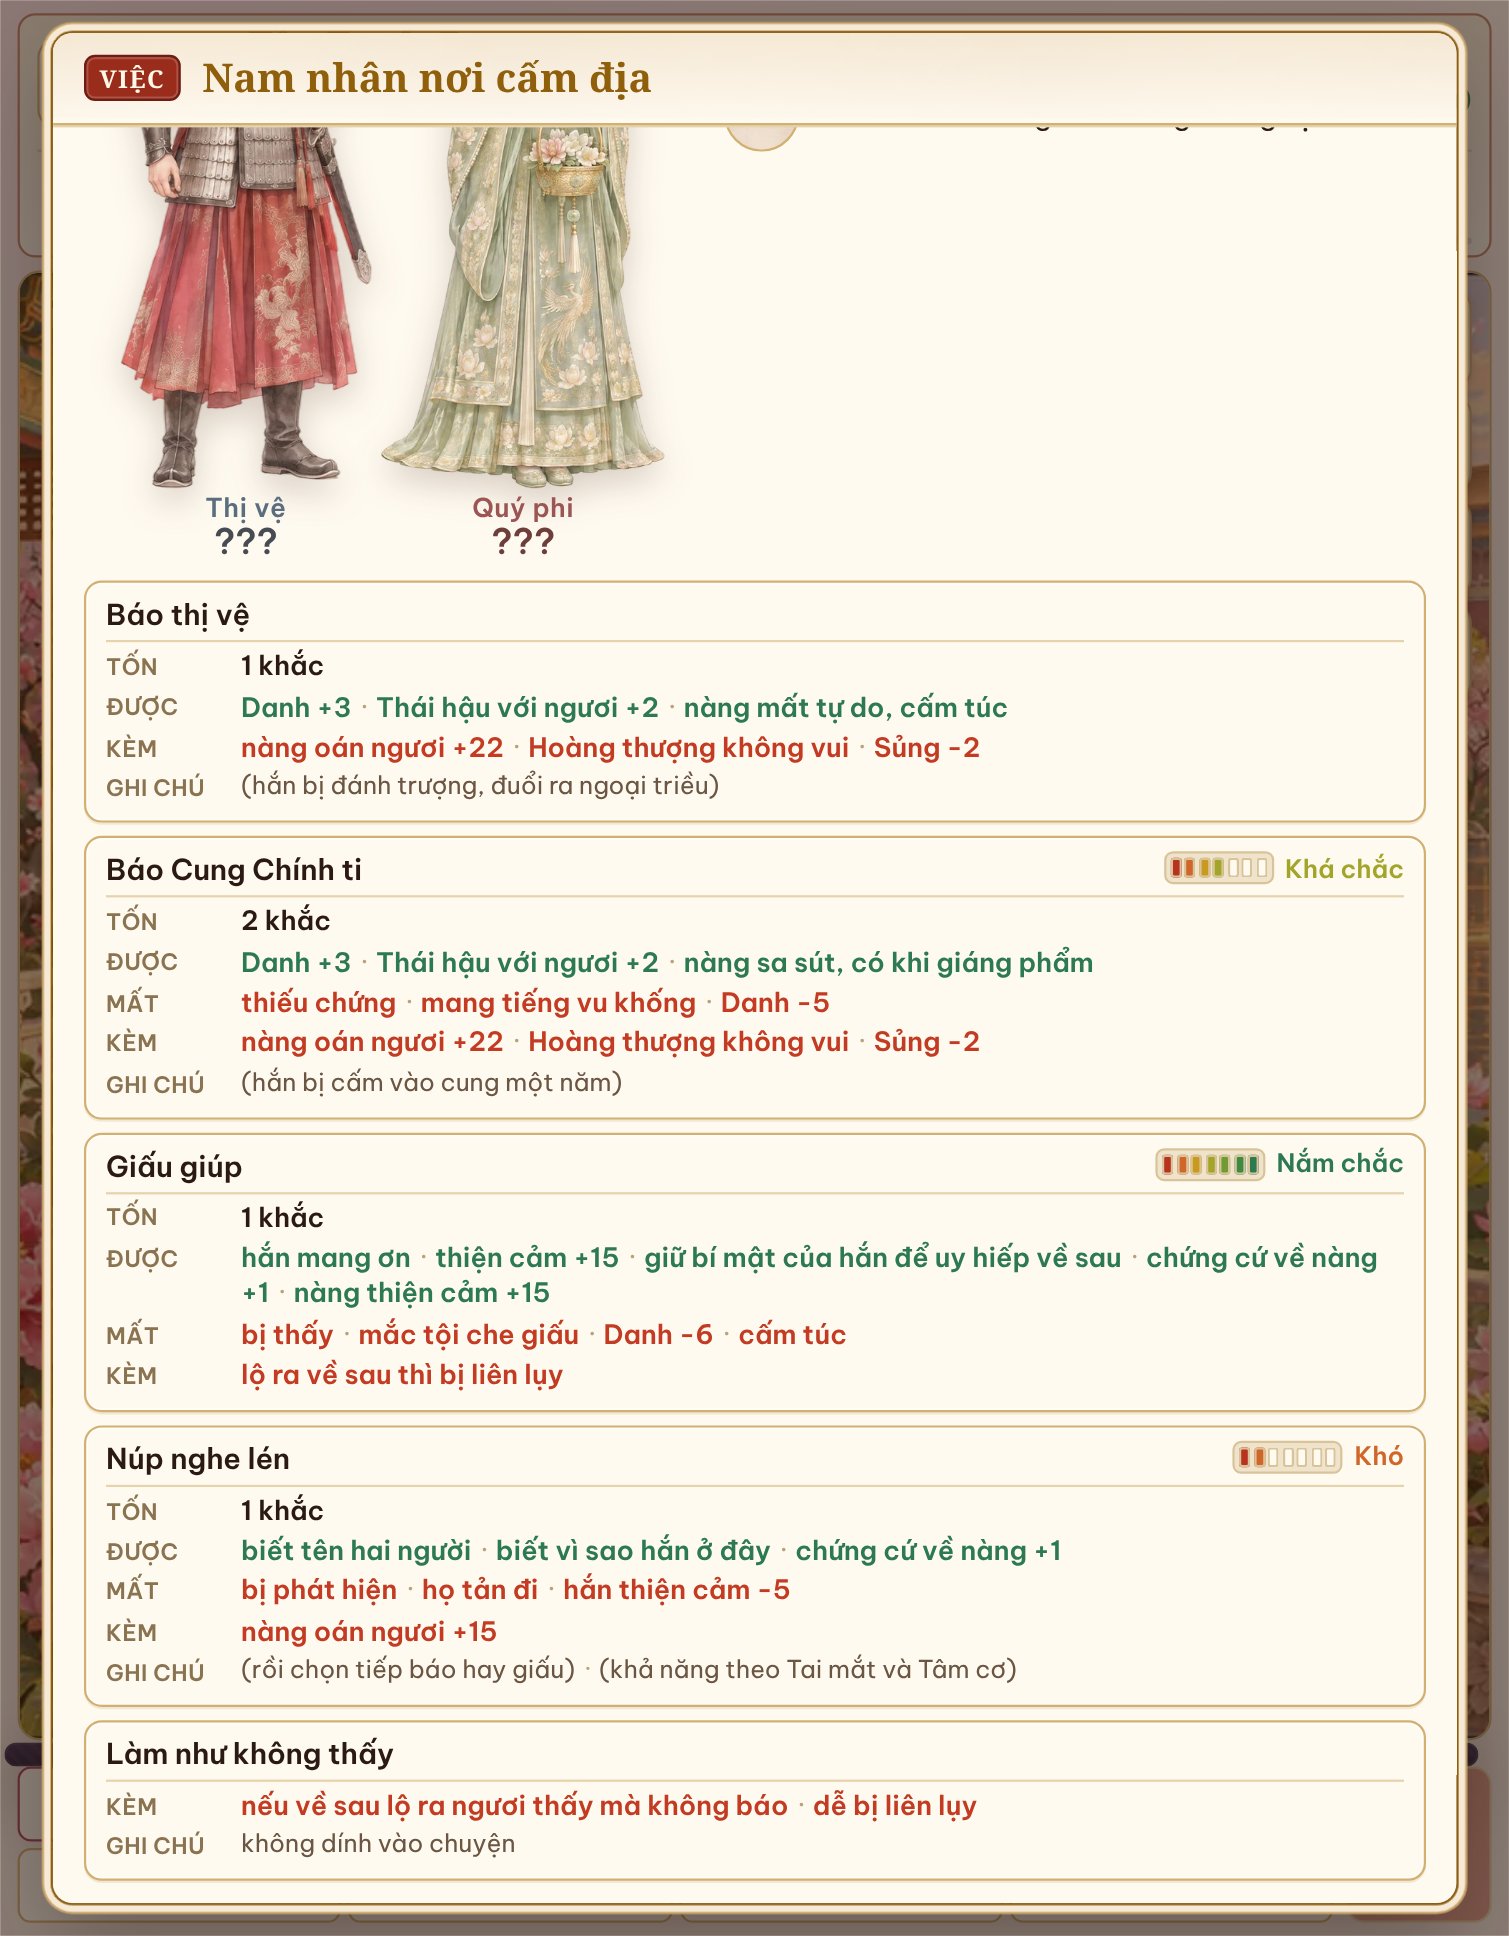 VIỆC Nam nhân nơi cấm địa
Thị vệ
???
Quý phi
???
Báo thị vệ
TỐN 1 khắc
ĐƯỢC Danh +3 · Thái hậu với ngươi +2 · nàng mất tự do, cấm túc
KÈM nàng oán ngươi +22 · Hoàng thượng không vui · Sủng -2
GHI CHÚ (hắn bị đánh trượng, đuổi ra ngoại triều)
Báo Cung Chính ti Khá chắc
TỐN 2 khắc
ĐƯỢC Danh +3 · Thái hậu với ngươi +2 · nàng sa sút, có khi giáng phẩm
MẤT thiếu chứng · mang tiếng vu khống · Danh -5
KÈM nàng oán ngươi +22 · Hoàng thượng không vui · Sủng -2
GHI CHÚ (hắn bị cấm vào cung một năm)
Giấu giúp Nắm chắc
TỐN 1 khắc
ĐƯỢC hắn mang ơn · thiện cảm +15 · giữ bí mật của hắn để uy hiếp về sau · chứng cứ về nàng
+1 · nàng thiện cảm +15
MẤT bị thấy · mắc tội che giấu · Danh -6 · cấm túc
KÈM lộ ra về sau thì bị liên lụy
Núp nghe lén Khó
TỐN 1 khắc
ĐƯỢC biết tên hai người · biết vì sao hắn ở đây · chứng cứ về nàng +1
MẤT bị phát hiện · họ tản đi · hắn thiện cảm -5
KÈM nàng oán ngươi +15
GHI CHÚ (rồi chọn tiếp báo hay giấu) · (khả năng theo Tai mắt và Tâm cơ)
Làm như không thấy
KÈM nếu về sau lộ ra ngươi thấy mà không báo · dễ bị liên lụy
GHI CHÚ không dính vào chuyện